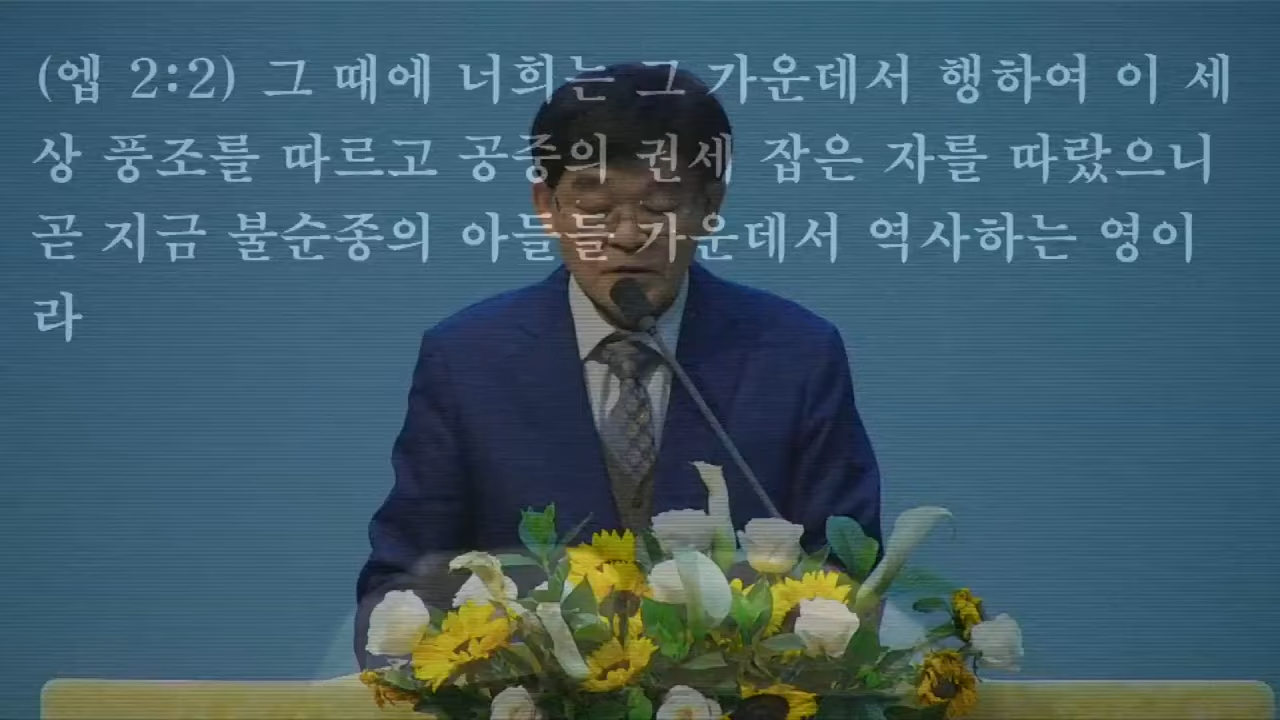 (엡 2:2) 그 때에 너희는 그 가운데서 행하여 이 세
상 풍조를 따르고 공중의 권세 잡은 자를 따랐으니
곧 지금 불순종의 아들들 가운데서 역사하는 영이
라